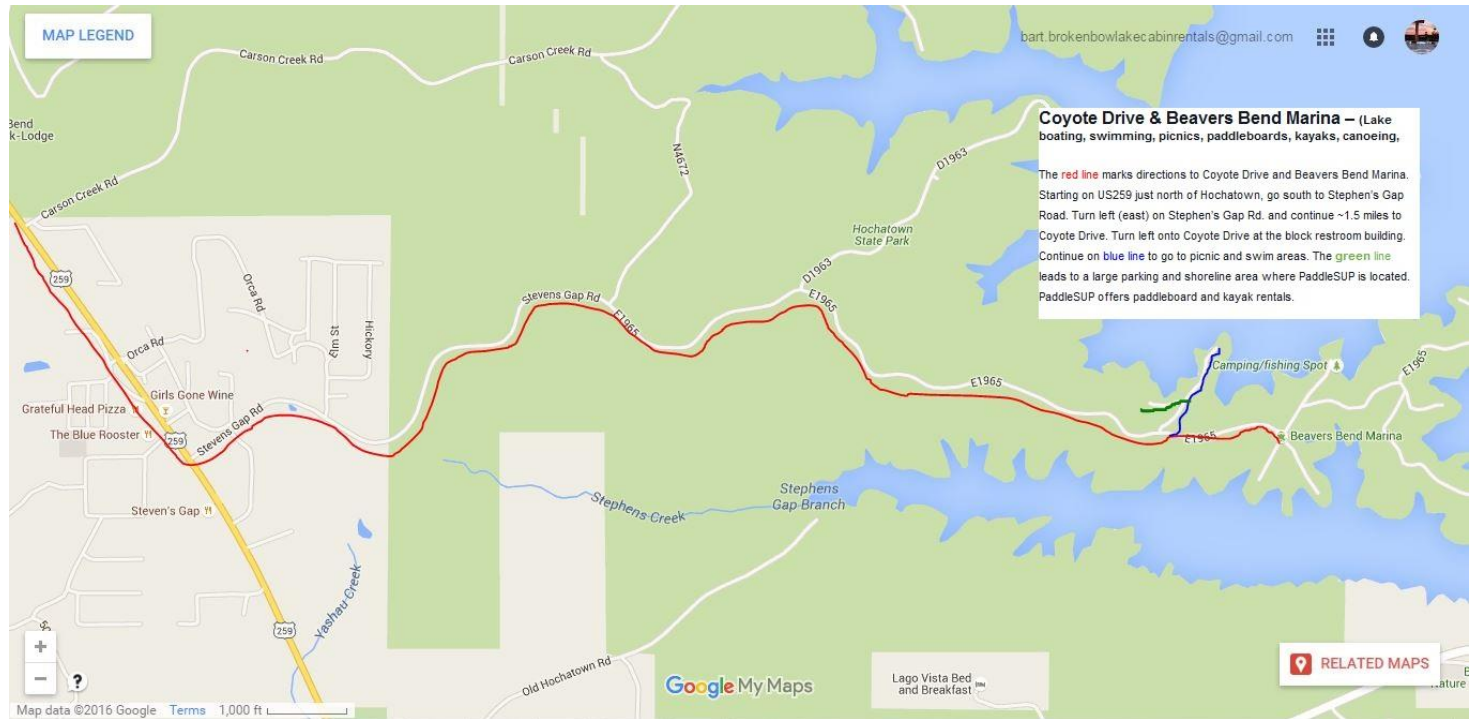 MAP LEGEND
bart.brokenbowlakecabinrentals@gmail.com
Carson Creek Rd
Carson Creek Rd
Bend
k-Lodge
Carson Creek Rd
N4672
D1963
Coyote Drive & Beavers Bend Marina – (Lake
boating, swimming, picnics, paddleboards, kayaks, canoeing,
The red line marks directions to Coyote Drive and Beavers Bend Marina.
Starting on US259 just north of Hochatown, go south to Stephen's Gap
Road. Turn left (east) on Stephen's Gap Rd. and continue ~1.5 miles to
Coyote Drive. Turn left onto Coyote Drive at the block restroom building.
Continue on blue line to go to picnic and swim areas. The green line
leads to a large parking and shoreline area where PaddleSUP is located.
PaddleSUP offers paddleboard and kayak rentals.
Hochatown
State Park
D1963
259
Orca Rd
Stevens Gap Rd
E1965
E1965
Hickory
Orca Rd
E1965
Camping/fishing Spot
E1965
Girls Gone Wine
Grateful Head Pizza
Stevens Gap Rd
The Blue Rooster
259
E1965
Beavers Bend Marina
Stephens
Gap Branch
Stephens Creek
Steven's Gap
Yashau Creek
259
+
−
?
Old Hochatown Rd
Google My Maps
Lago Vista Bed
and Breakfast
RELATED MAPS
Map data ©2016 Google Terms 1,000 ft